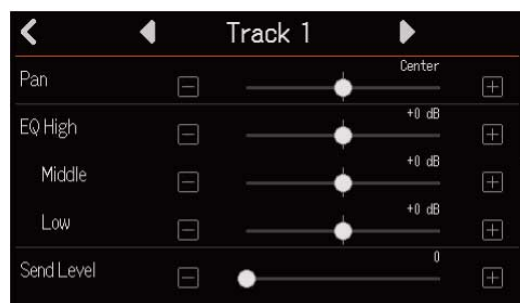 Track 1
Pan
Center
EQ High
+0 dB
Middle
+0 dB
Low
+0 dB
Send Level
0